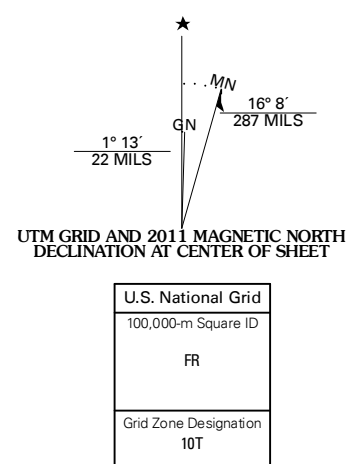 ★
MN
GN
16° 8´
287 MILS
1° 13´
22 MILS
UTM GRID AND 2011 MAGNETIC NORTH
DECLINATION AT CENTER OF SHEET
U.S. National Grid
100,000-m Square ID
FR
Grid Zone Designation
10T